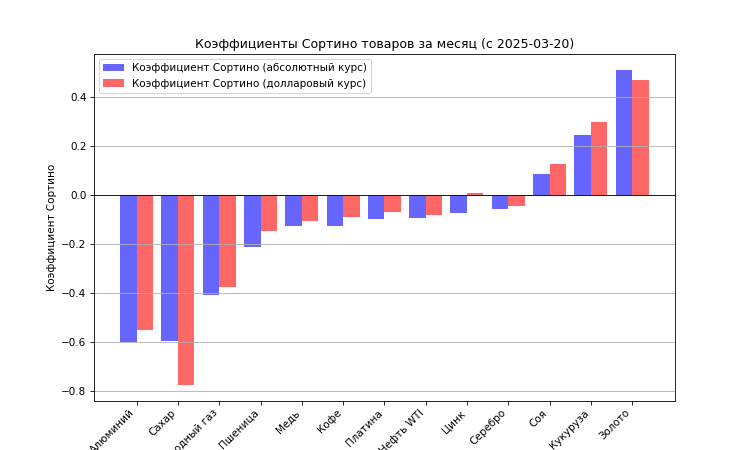 Коэффициенты Сортино товаров за месяц (с 2025-03-20)
Коэффициент Сортино (абсолютный курс)
Коэффициент Сортино (долларовый курс)
Коэффициент Сортино
0.4
0.2
0.0
−0.2
−0.4
−0.6
−0.8
Алюминий
Сахар
газ
Пшеница
Медь
Кофе
Платина
Нефть WTI
Цинк
Серебро
Соя
Кукуруза
Золото